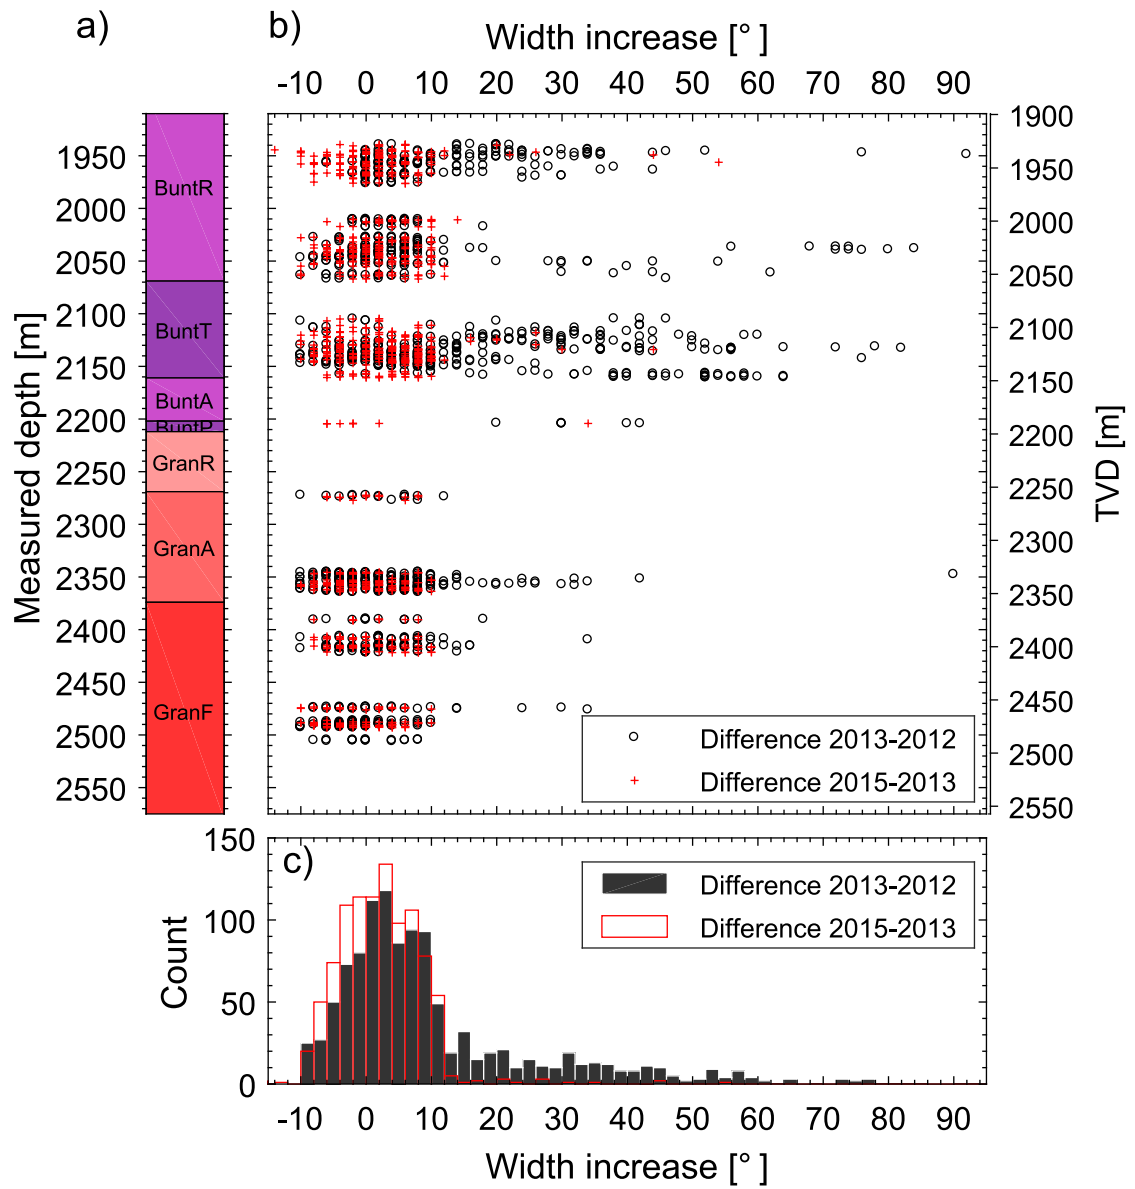 a)
b)
Width increase [° ]
-10 0 10 20 30 40 50 60 70 80 90
Measured depth [m]
1950
2000
2050
2100
2150
2200
2250
2300
2350
2400
2450
2500
2550
BuntR
BuntT
BuntA
BuntP
GranR
GranA
GranF
1900
1950
2000
2050
2100
2150
2200
2250
2300
2350
2400
2450
2500
2550
TVD [m]
Difference 2013-2012
Difference 2015-2013
c)
Count
150
100
50
0
Difference 2013-2012
Difference 2015-2013
-10 0 10 20 30 40 50 60 70 80 90
Width increase [° ]